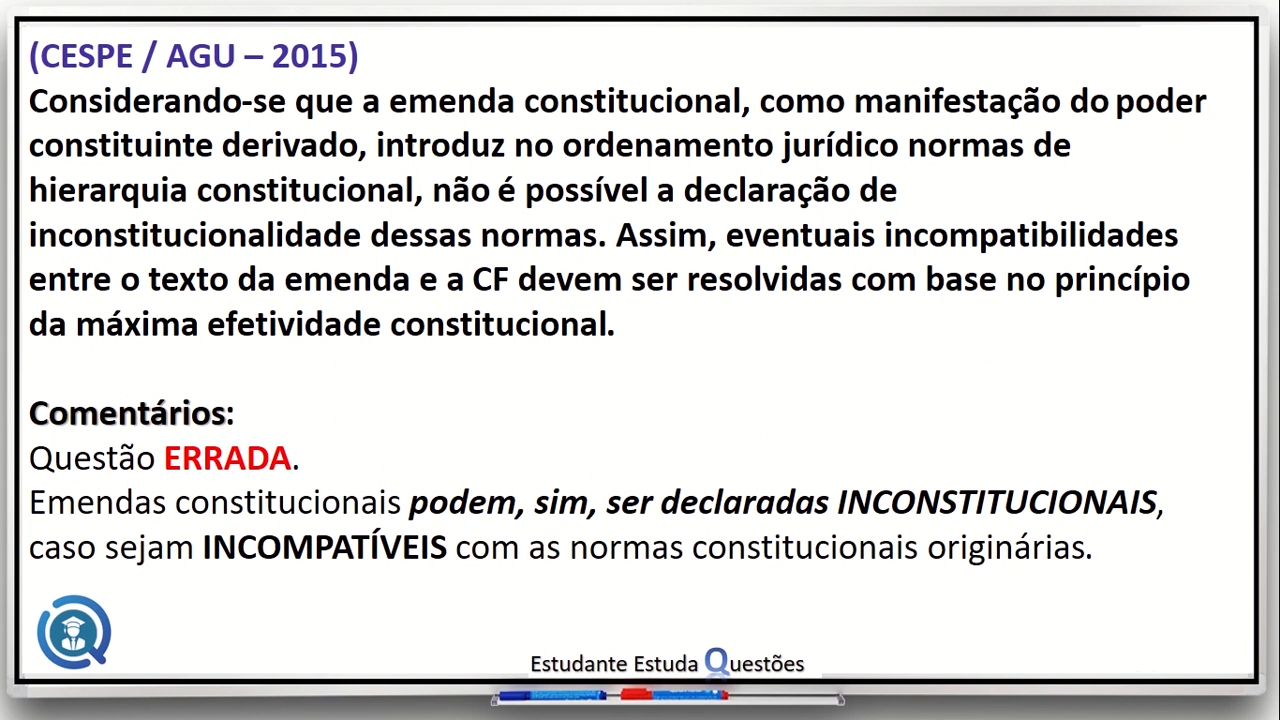 (CESPE / AGU – 2015)
Considerando-se que a emenda constitucional, como manifestação do poder
constituinte derivado, introduz no ordenamento jurídico normas de
hierarquia constitucional, não é possível a declaração de
inconstitucionalidade dessas normas. Assim, eventuais incompatibilidades
entre o texto da emenda e a CF devem ser resolvidas com base no princípio
da máxima efetividade constitucional.
Comentários:
Questão ERRADA.
Emendas constitucionais podem, sim, ser declaradas INCONSTITUCIONAIS,
caso sejam INCOMPATÍVEIS com as normas constitucionais originárias.
Estudante Estuda Questões